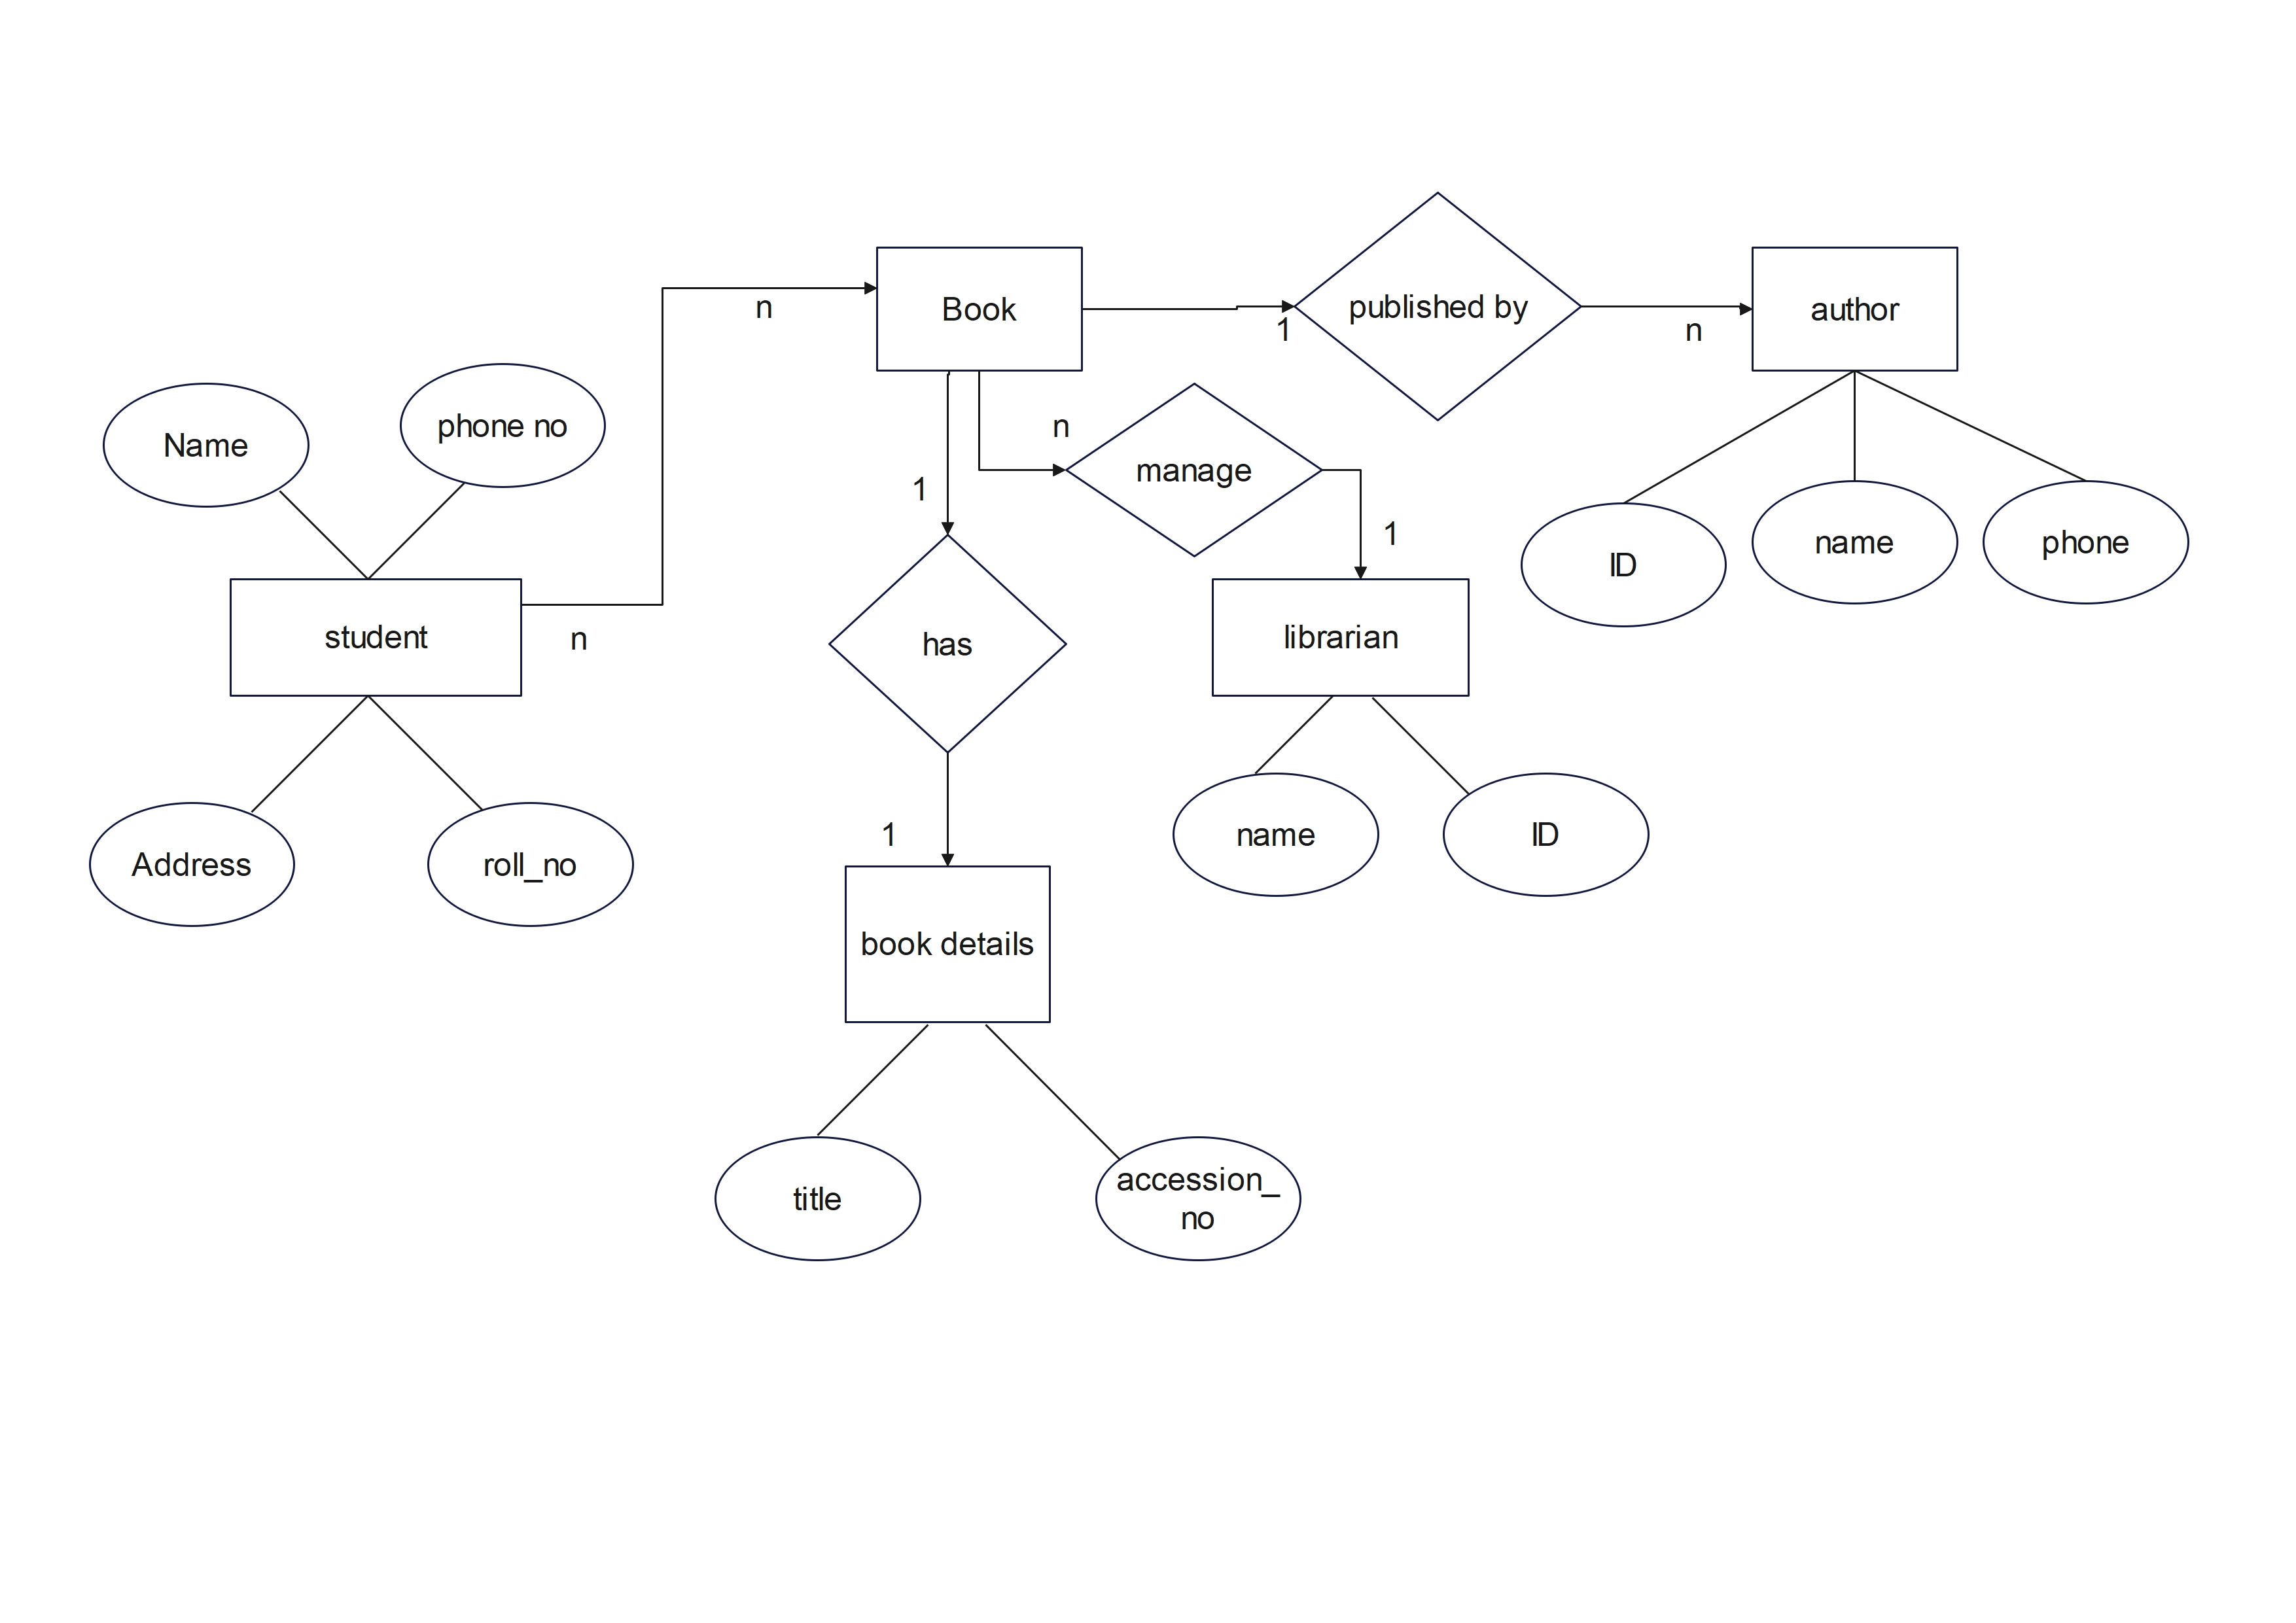 Book
published by
author
n
1
n
Name
phone no
n
manage
1
1
ID
name
phone
student
n
has
librarian
Address
roll_no
1
name
ID
book details
title
accession_
no